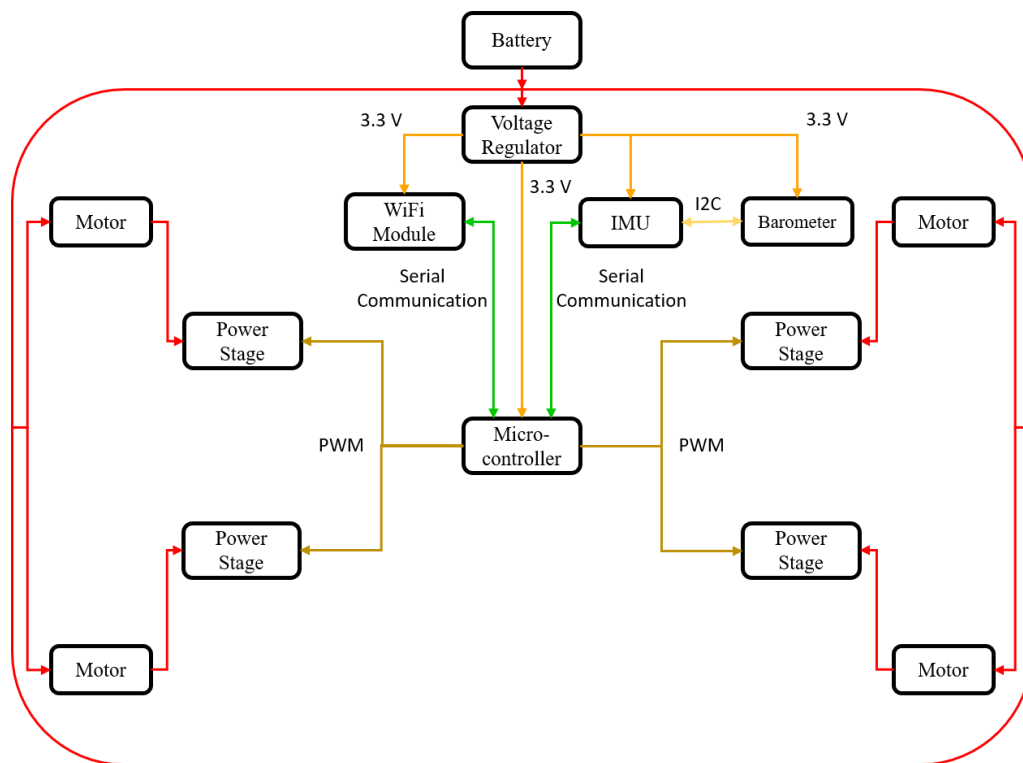 Battery
3.3 V
Voltage
Regulator
3.3 V
3.3 V
Motor
WiFi
Module
IMU
I2C
Barometer
Motor
Serial
Communication
Serial
Communication
Power
Stage
Power
Stage
PWM
Micro-
controller
PWM
Power
Stage
Power
Stage
Motor
Motor